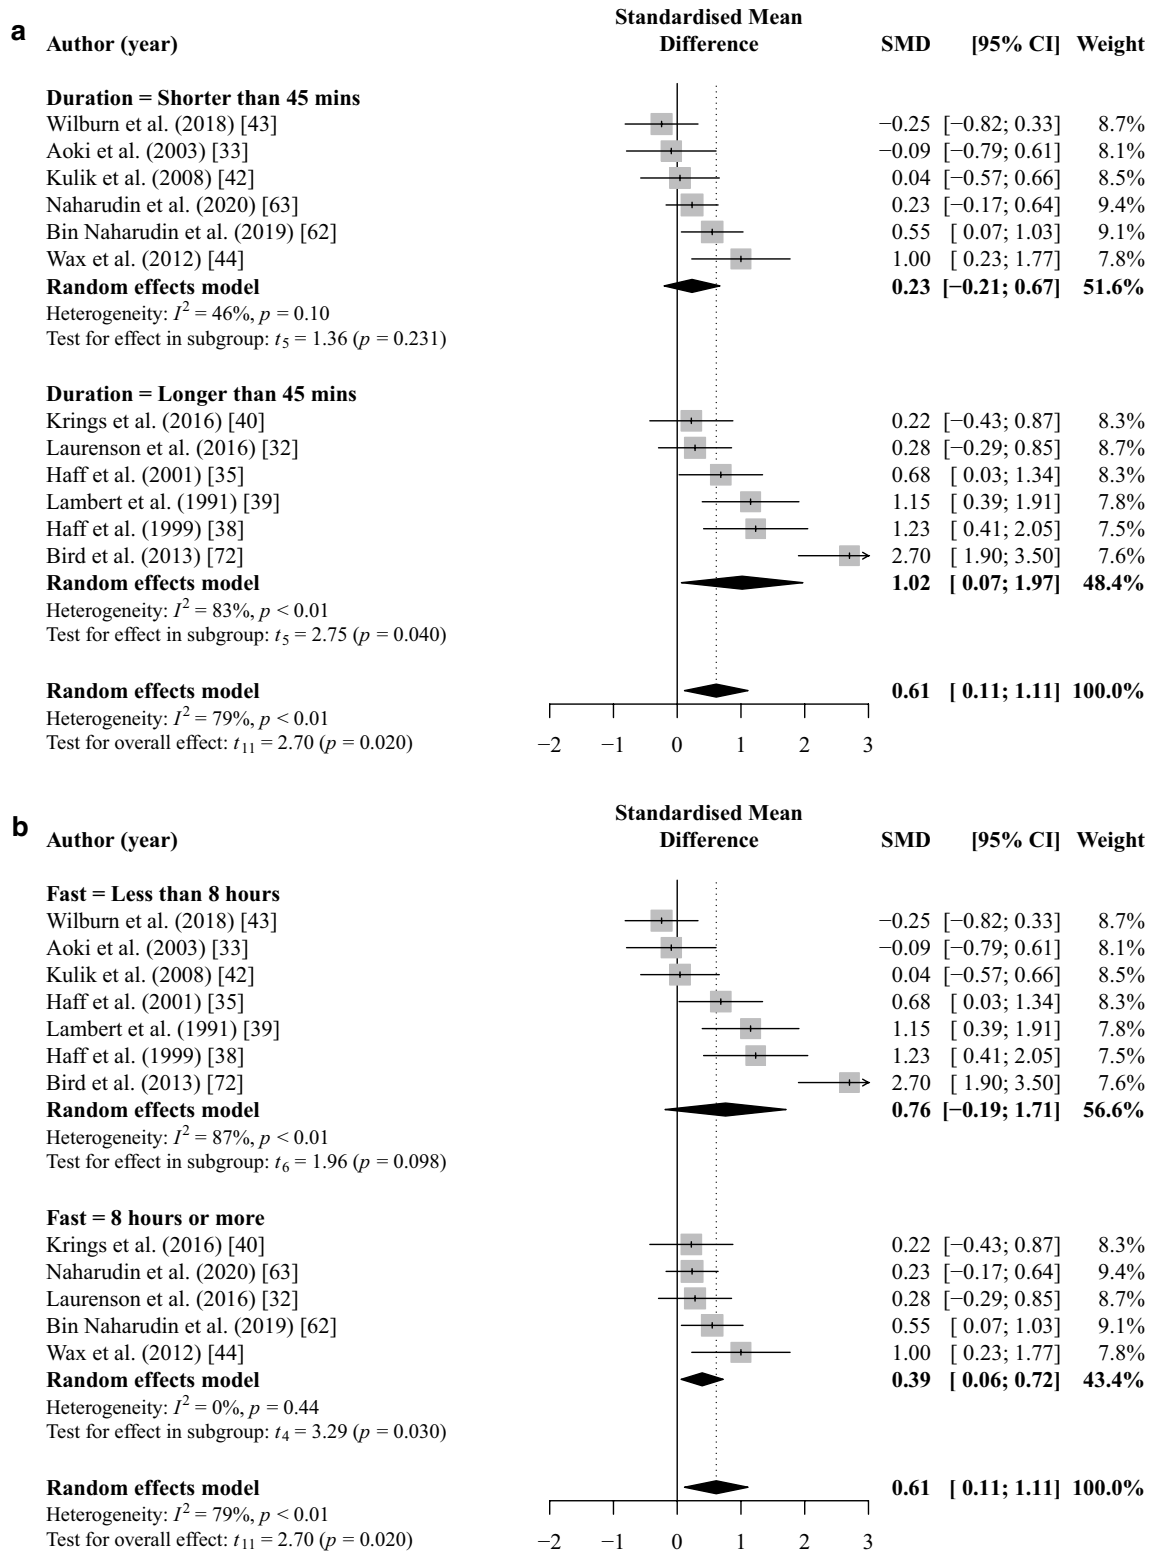 a
Standardised Mean
Author (year) Difference SMD [95% CI] Weight
Duration = Shorter than 45 mins
Wilburn et al. (2018) [43] −0.25 [−0.82; 0.33] 8.7%
Aoki et al. (2003) [33] −0.09 [−0.79; 0.61] 8.1%
Kulik et al. (2008) [42] 0.04 [−0.57; 0.66] 8.5%
Naharudin et al. (2020) [63] 0.23 [−0.17; 0.64] 9.4%
Bin Naharudin et al. (2019) [62] 0.55 [ 0.07; 1.03] 9.1%
Wax et al. (2012) [44] 1.00 [ 0.23; 1.77] 7.8%
Random effects model 0.23 [−0.21; 0.67] 51.6%
Heterogeneity: I² = 46%, p = 0.10
Test for effect in subgroup: t₅ = 1.36 (p = 0.231)
Duration = Longer than 45 mins
Krings et al. (2016) [40] 0.22 [−0.43; 0.87] 8.3%
Laurenson et al. (2016) [32] 0.28 [−0.29; 0.85] 8.7%
Haff et al. (2001) [35] 0.68 [ 0.03; 1.34] 8.3%
Lambert et al. (1991) [39] 1.15 [ 0.39; 1.91] 7.8%
Haff et al. (1999) [38] 1.23 [ 0.41; 2.05] 7.5%
Bird et al. (2013) [72] 2.70 [ 1.90; 3.50] 7.6%
Random effects model 1.02 [ 0.07; 1.97] 48.4%
Heterogeneity: I² = 83%, p < 0.01
Test for effect in subgroup: t₅ = 2.75 (p = 0.040)
Random effects model 0.61 [ 0.11; 1.11] 100.0%
Heterogeneity: I² = 79%, p < 0.01
Test for overall effect: t₁₁ = 2.70 (p = 0.020)
−2 −1 0 1 2 3
b
Standardised Mean
Author (year) Difference SMD [95% CI] Weight
Fast = Less than 8 hours
Wilburn et al. (2018) [43] −0.25 [−0.82; 0.33] 8.7%
Aoki et al. (2003) [33] −0.09 [−0.79; 0.61] 8.1%
Kulik et al. (2008) [42] 0.04 [−0.57; 0.66] 8.5%
Haff et al. (2001) [35] 0.68 [ 0.03; 1.34] 8.3%
Lambert et al. (1991) [39] 1.15 [ 0.39; 1.91] 7.8%
Haff et al. (1999) [38] 1.23 [ 0.41; 2.05] 7.5%
Bird et al. (2013) [72] 2.70 [ 1.90; 3.50] 7.6%
Random effects model 0.76 [−0.19; 1.71] 56.6%
Heterogeneity: I² = 87%, p < 0.01
Test for effect in subgroup: t₆ = 1.96 (p = 0.098)
Fast = 8 hours or more
Krings et al. (2016) [40] 0.22 [−0.43; 0.87] 8.3%
Naharudin et al. (2020) [63] 0.23 [−0.17; 0.64] 9.4%
Laurenson et al. (2016) [32] 0.28 [−0.29; 0.85] 8.7%
Bin Naharudin et al. (2019) [62] 0.55 [ 0.07; 1.03] 9.1%
Wax et al. (2012) [44] 1.00 [ 0.23; 1.77] 7.8%
Random effects model 0.39 [ 0.06; 0.72] 43.4%
Heterogeneity: I² = 0%, p = 0.44
Test for effect in subgroup: t₄ = 3.29 (p = 0.030)
Random effects model 0.61 [ 0.11; 1.11] 100.0%
Heterogeneity: I² = 79%, p < 0.01
Test for overall effect: t₁₁ = 2.70 (p = 0.020)
−2 −1 0 1 2 3